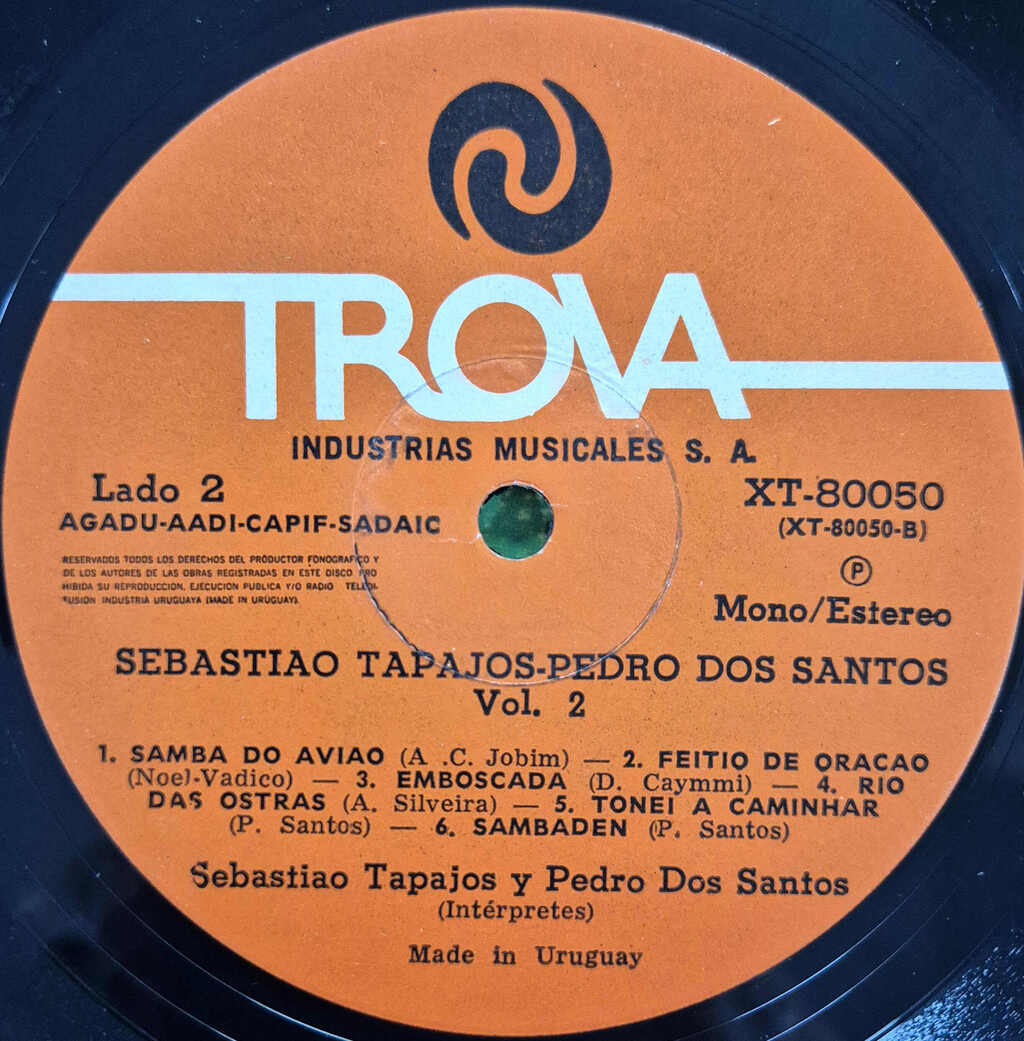 TROVA
INDUSTRIAS MUSICALES S. A.
Lado 2
AGADU-AADI-CAPIF-SADAIC
RESERVADOS TODOS LOS DERECHOS DEL PRODUCTOR FONOGRAFICO Y
DE LOS AUTORES DE LAS OBRAS REGISTRADAS EN ESTE DISCO PRO
HIBIDA SU REPRODUCCION, EJECUCION PUBLICA Y/O RADIO TELEDI
FUSION INDUSTRIA URUGUAYA (MADE IN URUGUAY).
XT-80050
(XT-80050-B)
℗
Mono/Estereo
SEBASTIAO TAPAJOS-PEDRO DOS SANTOS
Vol. 2
1. SAMBA DO AVIAO (A .C. Jobim) — 2. FEITIO DE ORACAO
(Noel-Vadico) — 3. EMBOSCADA (D. Caymmi) — 4. RIO
DAS OSTRAS (A. Silveira) — 5. TONEI A CAMINHAR
(P. Santos) — 6. SAMBADEN (P. Santos)
Sebastiao Tapajos y Pedro Dos Santos
(Intérpretes)
Made in Uruguay